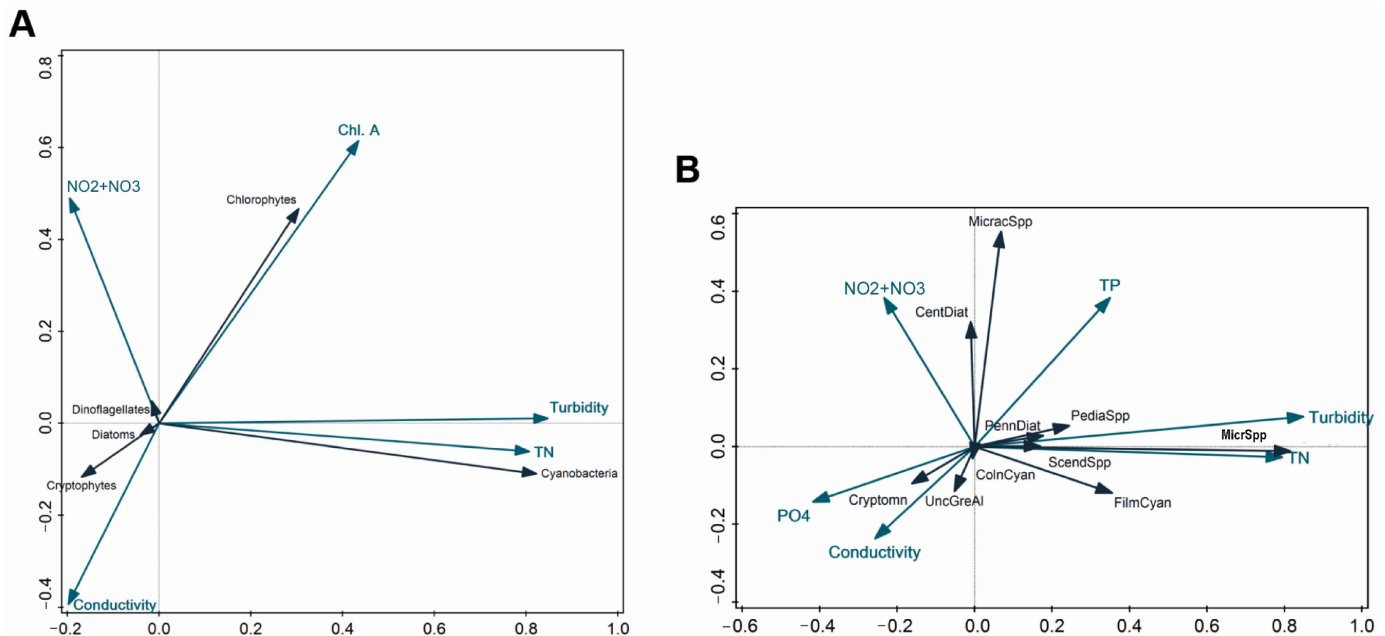 A
0.8
0.6
0.4
0.2
0.0
−0.2
−0.4
Chl. A
NO2+NO3
Chlorophytes
Dinoflagellates
Diatoms
Cryptophytes
Turbidity
TN
Cyanobacteria
Conductivity
−0.2 0.0 0.2 0.4 0.6 0.8 1.0
B
0.6
0.4
0.2
0.0
−0.2
−0.4
MicracSpp
NO2+NO3
TP
CentDiat
PennDiat
PediaSpp
Turbidity
MicrSpp
TN
ScendSpp
ColnCyan
Cryptomn
UncGreAl
FilmCyan
PO4
Conductivity
−0.6 −0.4 −0.2 0.0 0.2 0.4 0.6 0.8 1.0